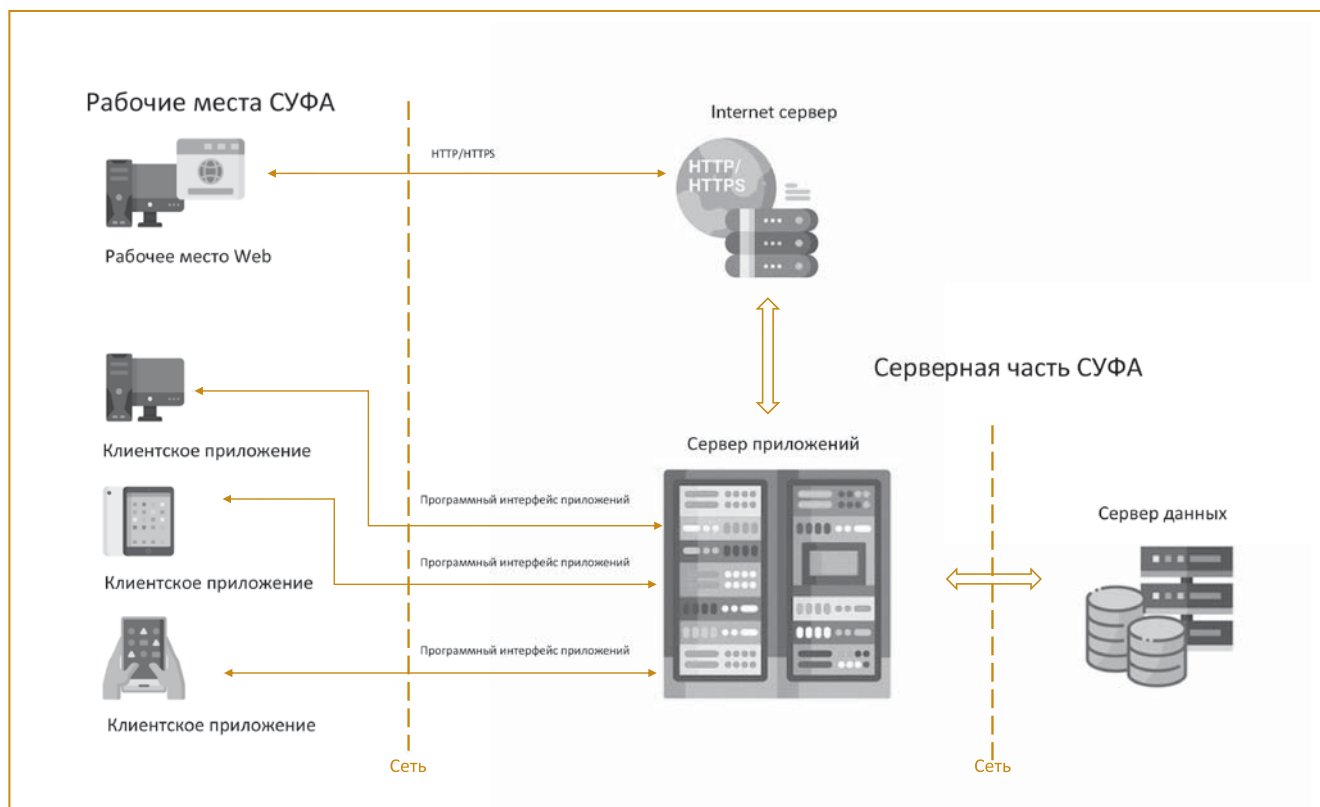 Рабочие места СУФА
Internet сервер
HTTP/HTTPS
HTTP/
HTTPS
Рабочее место Web
Серверная часть СУФА
Клиентское приложение
Сервер приложений
Программный интерфейс приложений
Сервер данных
Программный интерфейс приложений
Клиентское приложение
Программный интерфейс приложений
Клиентское приложение
Сеть
Сеть